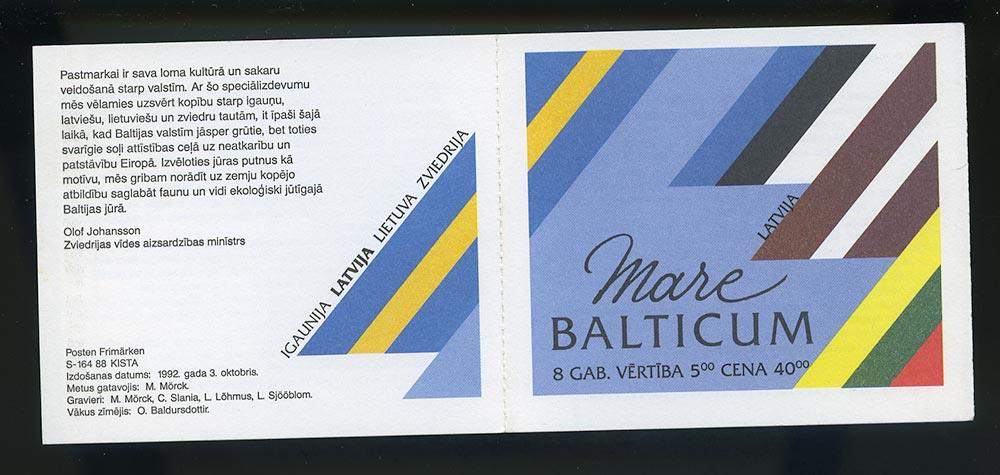 Pastmarkai ir sava loma kultūrā un sakaru
veidošanā starp valstīm. Ar šo speciālizdevumu
mēs vēlamies uzsvērt kopību starp igauņu,
latviešu, lietuviešu un zviedru tautām, it īpaši šajā
laikā, kad Baltijas valstīm jāsper grūtie, bet toties
svarīgie soļi attīstības ceļā uz neatkarību un
patstāvību Eiropā. Izvēloties jūras putnus kā
motīvu, mēs gribam norādīt uz zemju kopējo
atbildību saglabāt faunu un vidi ekoloģiski jūtīgajā
Baltijas jūrā.
Olof Johansson
Zviedrijas vīdes aizsardzības ministrs
IGAUNIJA LATVIJA LIETUVA ZVIEDRIJA
Posten Frimärken
S-164 88 KISTA
Izdošanas datums: 1992. gada 3. oktobris.
Metus gatavojis: M. Mörck.
Gravieri: M. Mörck, C. Slania, L. Lõhmus, L. Sjööblom.
Vākus zīmējis: O. Baldursdottir.
LATVIJA
Mare
BALTICUM
8 GAB. VĒRTĪBA 5⁰⁰ CENA 40⁰⁰